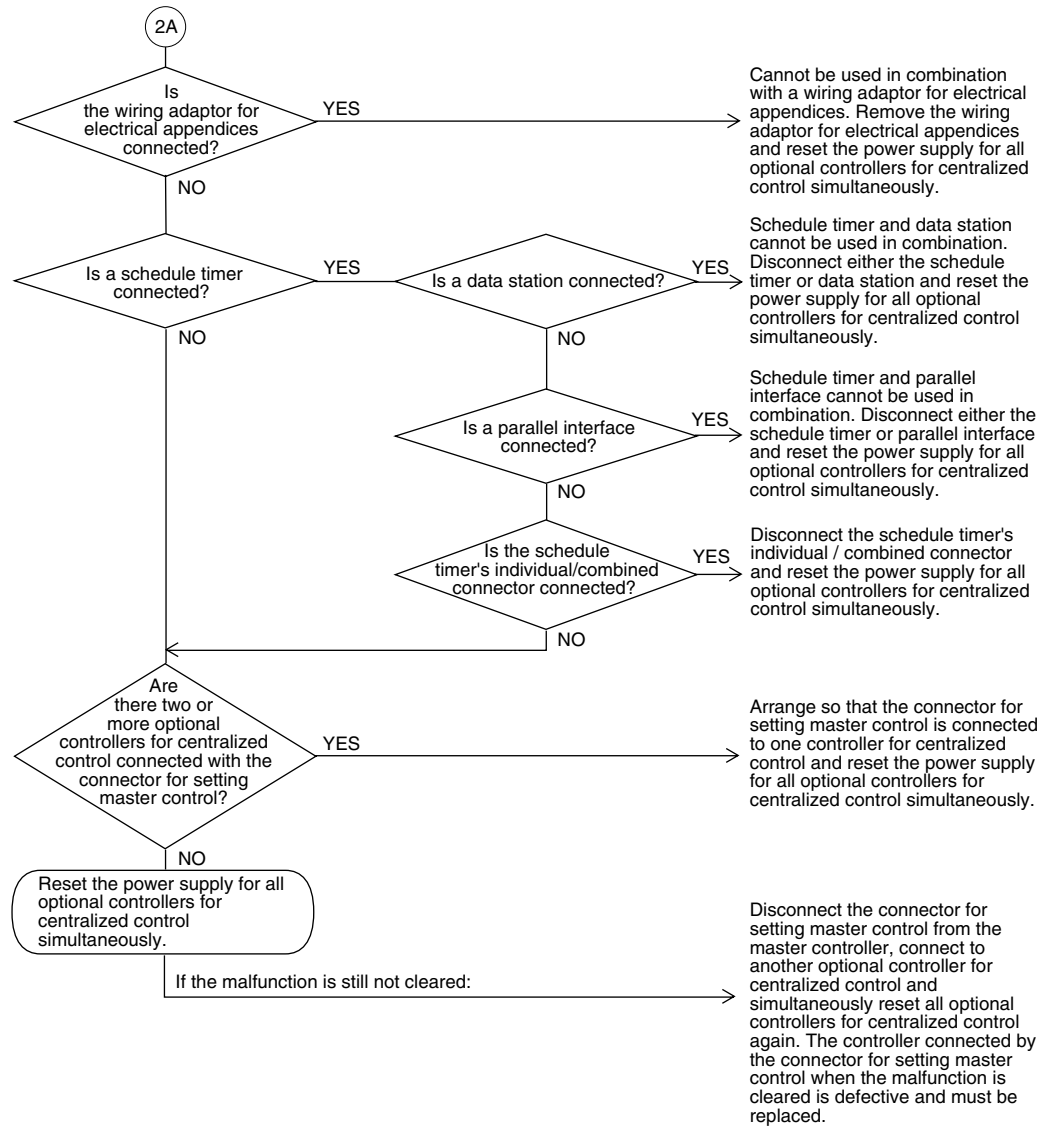 2A
Is
the wiring adaptor for
electrical appendices
connected?
YES
Cannot be used in combination
with a wiring adaptor for electrical
appendices. Remove the wiring
adaptor for electrical appendices
and reset the power supply for all
optional controllers for centralized
control simultaneously.
NO
Is a schedule timer
connected?
YES
Is a data station connected?
YES
Schedule timer and data station
cannot be used in combination.
Disconnect either the schedule
timer or data station and reset the
power supply for all optional
controllers for centralized control
simultaneously.
NO
NO
Is a parallel interface
connected?
YES
Schedule timer and parallel
interface cannot be used in
combination. Disconnect either the
schedule timer or parallel interface
and reset the power supply for all
optional controllers for centralized
control simultaneously.
NO
Is the schedule
timer's individual/combined
connector connected?
YES
Disconnect the schedule timer's
individual / combined connector
and reset the power supply for all
optional controllers for centralized
control simultaneously.
NO
Are
there two or
more optional
controllers for centralized
control connected with the
connector for setting
master control?
YES
Arrange so that the connector for
setting master control is connected
to one controller for centralized
control and reset the power supply
for all optional controllers for
centralized control simultaneously.
NO
Reset the power supply for all
optional controllers for
centralized control
simultaneously.
If the malfunction is still not cleared:
Disconnect the connector for
setting master control from the
master controller, connect to
another optional controller for
centralized control and
simultaneously reset all optional
controllers for centralized control
again. The controller connected by
the connector for setting master
control when the malfunction is
cleared is defective and must be
replaced.